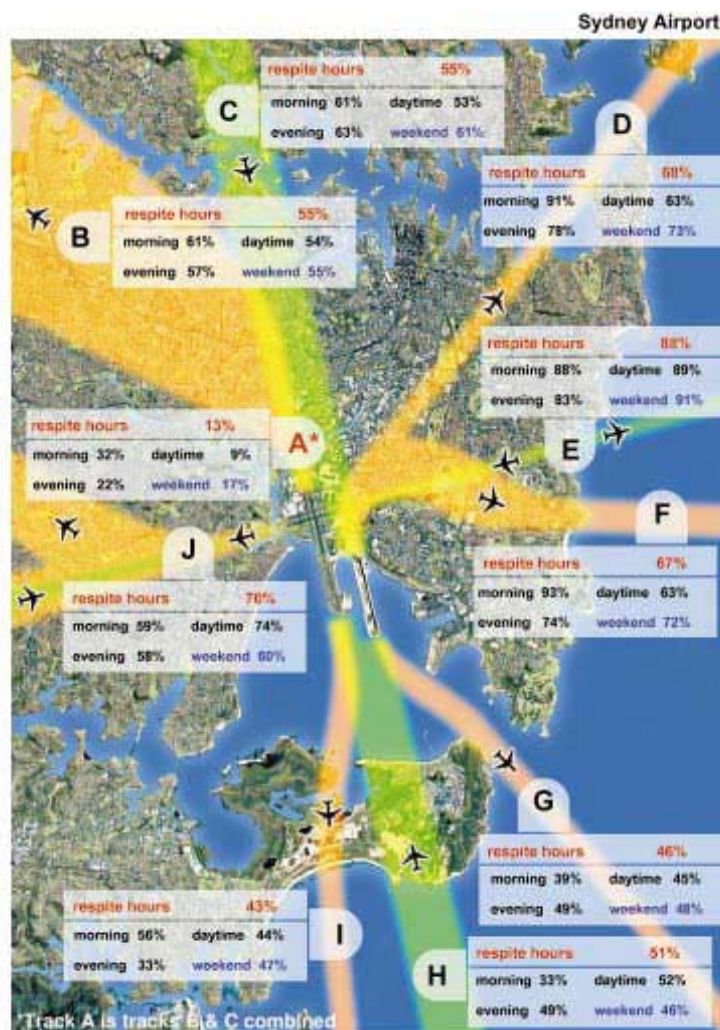 Sydney Airport
C
respite hours 55%
morning 61% daytime 53%
evening 63% weekend 61%
D
respite hours 68%
morning 91% daytime 63%
evening 78% weekend 73%
B
respite hours 55%
morning 61% daytime 54%
evening 57% weekend 55%
respite hours 88%
morning 88% daytime 89%
evening 83% weekend 91%
E
A*
respite hours 13%
morning 32% daytime 9%
evening 22% weekend 17%
F
respite hours 67%
morning 93% daytime 63%
evening 74% weekend 72%
J
respite hours 70%
morning 59% daytime 74%
evening 58% weekend 60%
G
respite hours 46%
morning 39% daytime 45%
evening 49% weekend 48%
I
respite hours 43%
morning 56% daytime 44%
evening 33% weekend 47%
H
respite hours 51%
morning 33% daytime 52%
evening 49% weekend 46%
*Track A is tracks B & C combined